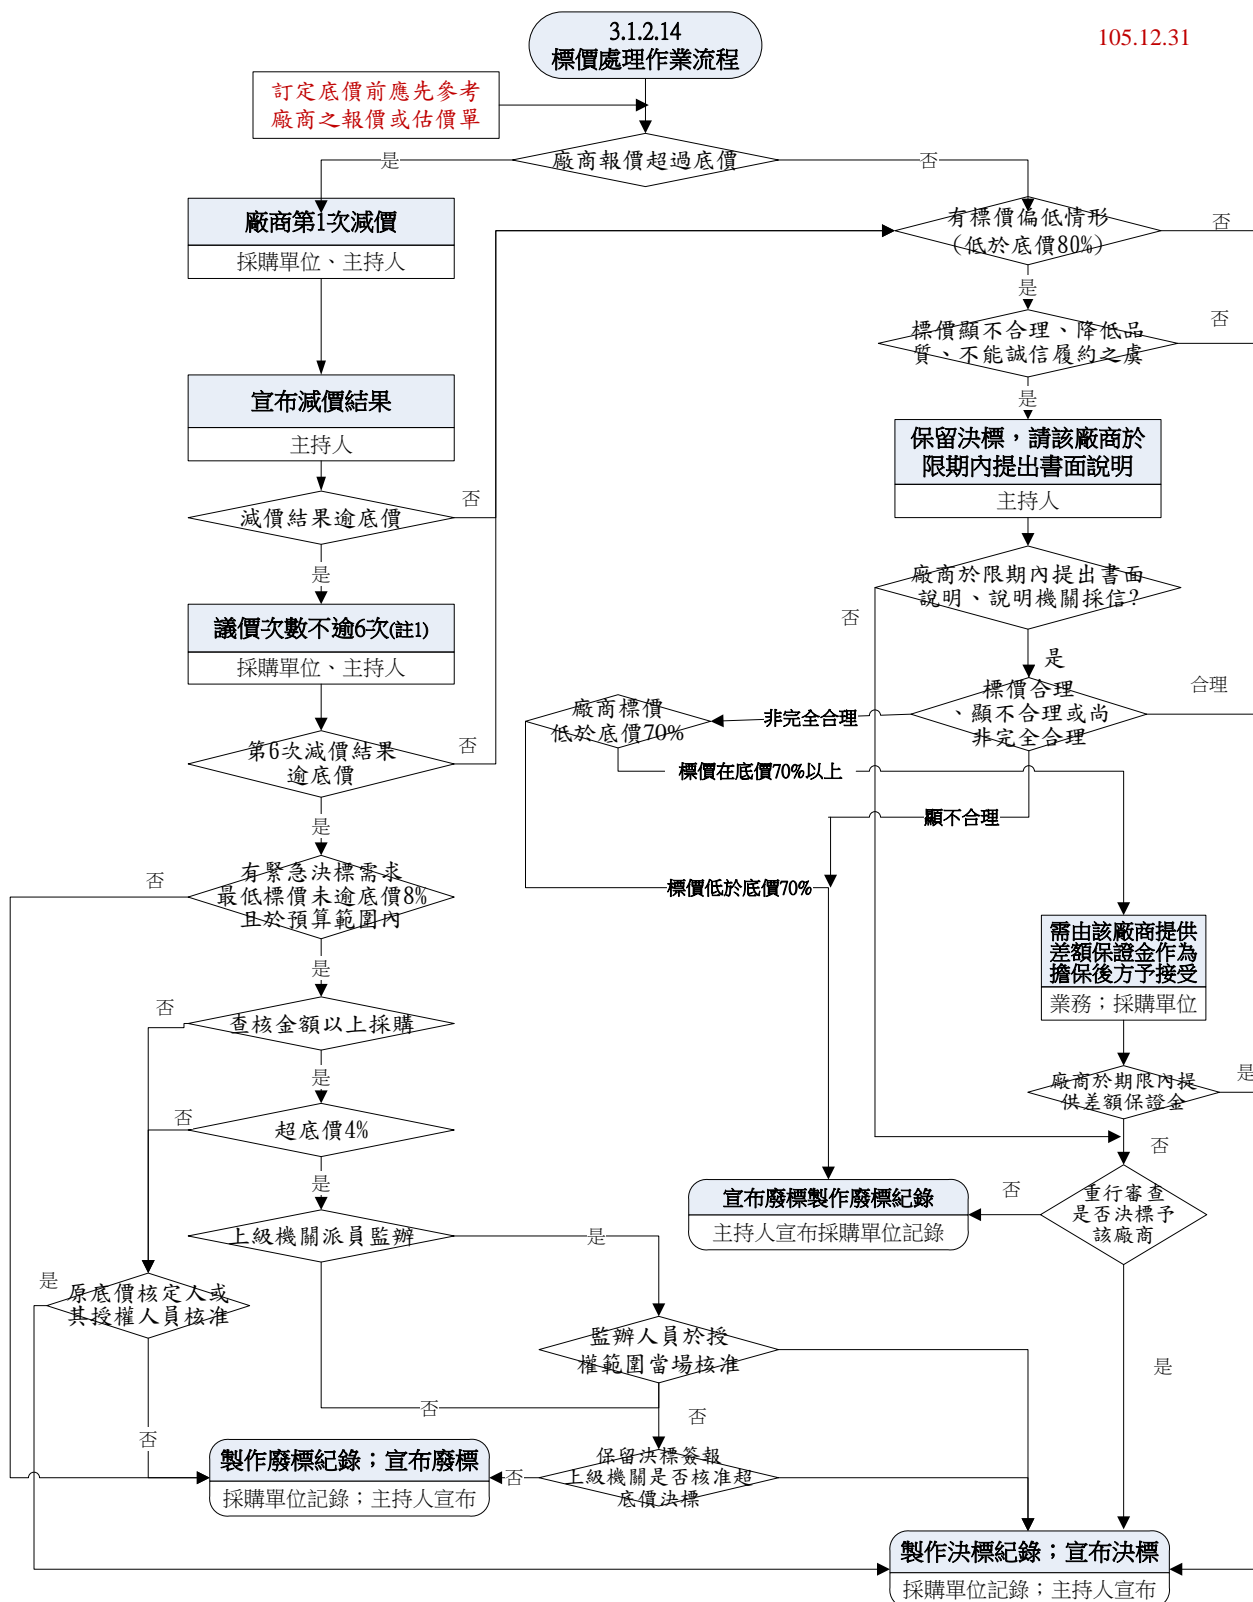 3.1.2.14
標價處理作業流程
105.12.31
訂定底價前應先參考
廠商之報價或估價單
廠商報價超過底價
是
否
廠商第1次減價
採購單位、主持人
有標價偏低情形
(低於底價80%)
否
是
標價顯不合理、降低品
質、不能誠信履約之虞
否
是
宣布減價結果
主持人
保留決標，請該廠商於
限期內提出書面說明
主持人
減價結果逾底價
否
是
廠商於限期內提出書面
說明、說明機關採信?
否
是
議價次數不逾6次(註1)
採購單位、主持人
標價合理
、顯不合理或尚
非完全合理
合理
非完全合理
廠商標價
低於底價70%
標價在底價70%以上
顯不合理
標價低於底價70%
第6次減價結果
逾底價
否
是
有緊急決標需求
最低標價未逾底價8%
且於預算範圍內
否
是
需由該廠商提供
差額保證金作為
擔保後方予接受
業務；採購單位
查核金額以上採購
否
是
廠商於期限內提
供差額保證金
是
否
超底價4%
否
是
重行審查
是否決標予
該廠商
否
是
宣布廢標製作廢標紀錄
主持人宣布採購單位記錄
上級機關派員監辦
是
否
原底價核定人或
其授權人員核准
是
否
監辦人員於授
權範圍當場核准
否
保留決標簽報
上級機關是否核准超
底價決標
否
製作廢標紀錄；宣布廢標
採購單位記錄；主持人宣布
製作決標紀錄；宣布決標
採購單位記錄；主持人宣布